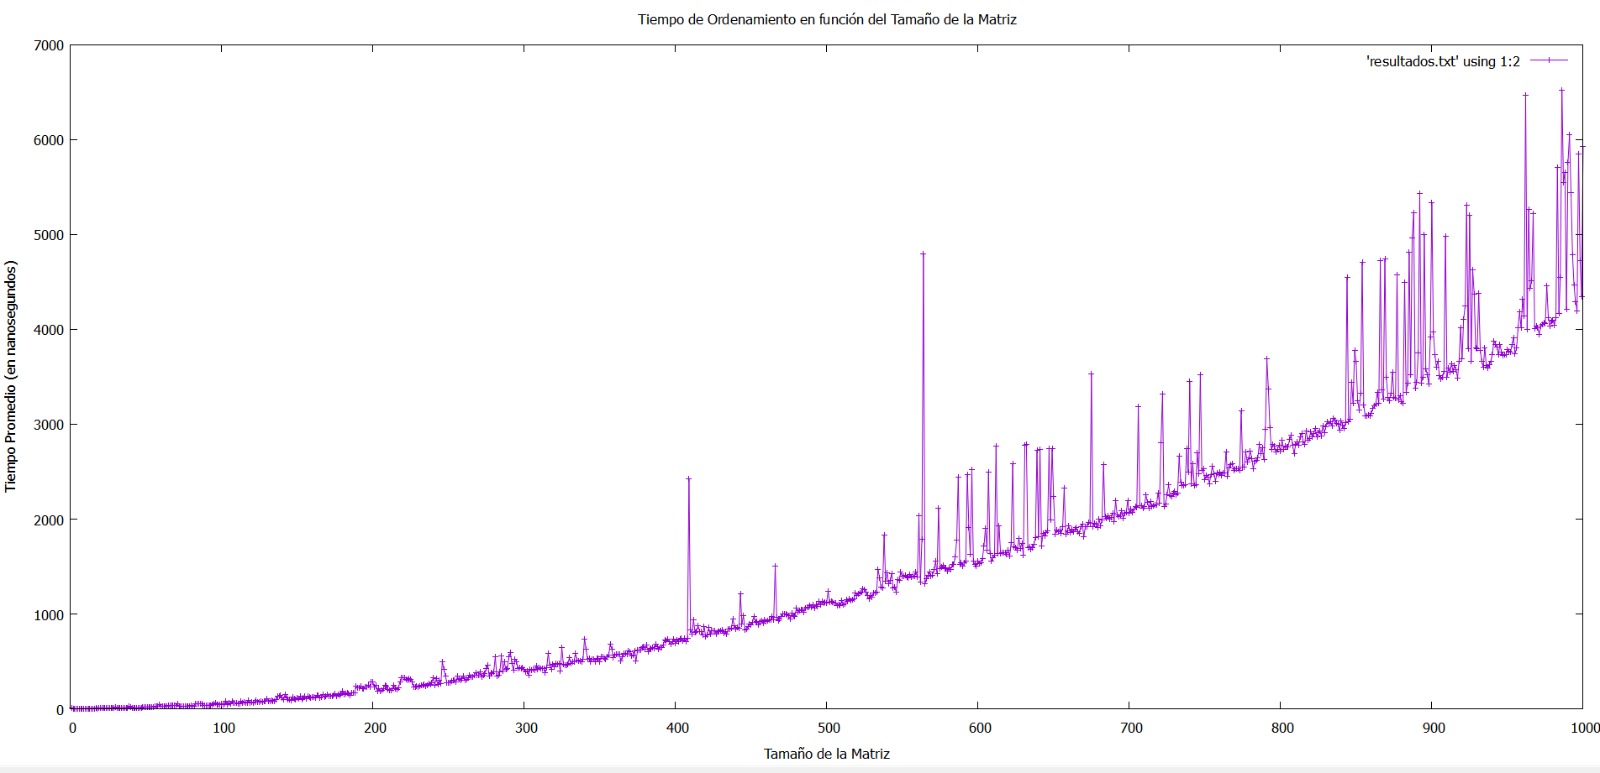 Tiempo de Ordenamiento en función del Tamaño de la Matriz
'resultados.txt' using 1:2
7000
6000
5000
4000
3000
2000
1000
0
Tiempo Promedio (en nanosegundos)
0 100 200 300 400 500 600 700 800 900 1000
Tamaño de la Matriz